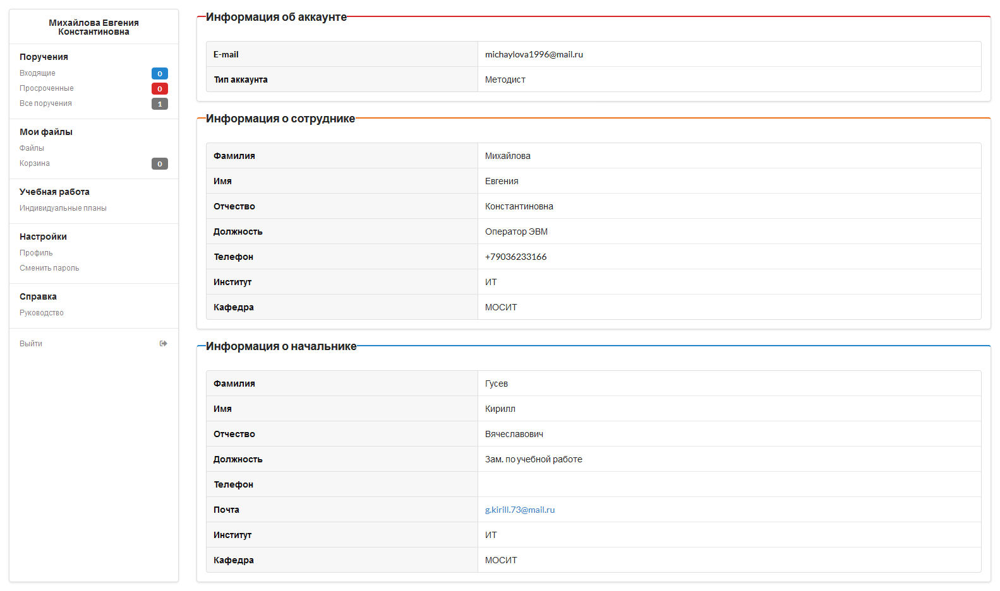 Михайлова Евгения
Константиновна
Поручения
Входящие 0
Просроченные 0
Все поручения 1
Мои файлы
Файлы
Корзина 0
Учебная работа
Индивидуальные планы
Настройки
Профиль
Сменить пароль
Справка
Руководство
Выйти
Информация об аккаунте
E-mail michaylova1996@mail.ru
Тип аккаунта Методист
Информация о сотруднике
Фамилия Михайлова
Имя Евгения
Отчество Константиновна
Должность Оператор ЭВМ
Телефон +79036233166
Институт ИТ
Кафедра МОСИТ
Информация о начальнике
Фамилия Гусев
Имя Кирилл
Отчество Вячеславович
Должность Зам. по учебной работе
Телефон
Почта g.kirill.73@mail.ru
Институт ИТ
Кафедра МОСИТ